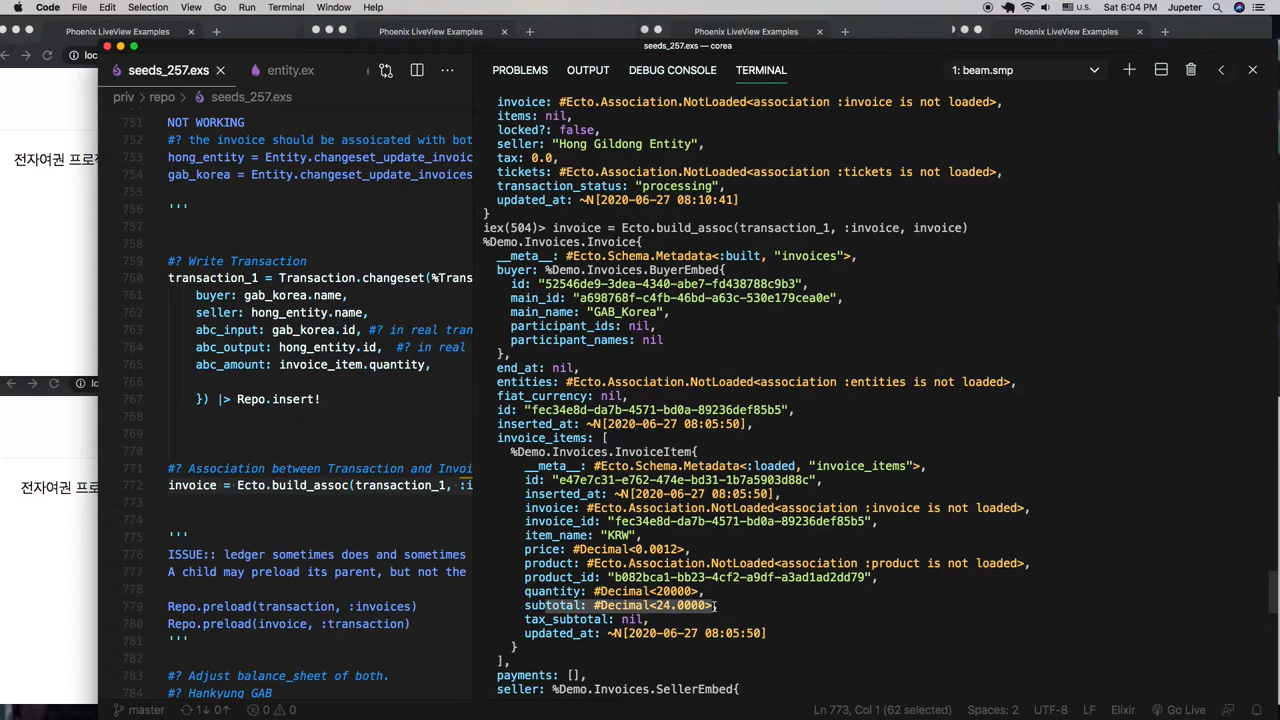 Code File Edit Selection View Go Run Terminal Window Help U.S. Sat 6:04 PM Jupeter
Phoenix LiveView Examples Phoenix LiveView Examples Phoenix LiveView Examples Phoenix LiveView Examples
seeds_257.exs — corea
loc
seeds_257.exs entity.ex
PROBLEMS OUTPUT DEBUG CONSOLE TERMINAL 1: beam.smp
priv › repo › seeds_257.exs
전자여권 프로
loc
전자여권 프로
751 NOT WORKING
752 #? the invoice should be assoicated with bot
753 hong_entity = Entity.changeset_update_invoic
754 gab_korea = Entity.changeset_update_invoices
755
756 '''
757
758
759 #? Write Transaction
760 transaction_1 = Transaction.changeset(%Trans
761 buyer: gab_korea.name,
762 seller: hong_entity.name,
763 abc_input: gab_korea.id, #? in real tran
764 abc_output: hong_entity.id, #? in real
765 abc_amount: invoice_item.quantity,
766
767 }) |> Repo.insert!
768
769
770
771 #? Association between Transaction and Invoi
772 invoice = Ecto.build_assoc(transaction_1, :i
773
774
775 '''
776 ISSUE:: ledger sometimes does and sometimes
777 A child may preload its parent, but not the
778
779 Repo.preload(transaction, :invoices)
780 Repo.preload(invoice, :transaction)
781 '''
782
783 #? Adjust balance_sheet of both.
784 #? Hankyung GAB
invoice: #Ecto.Association.NotLoaded<association :invoice is not loaded>,
items: nil,
locked?: false,
seller: "Hong Gildong Entity",
tax: 0.0,
tickets: #Ecto.Association.NotLoaded<association :tickets is not loaded>,
transaction_status: "processing",
updated_at: ~N[2020-06-27 08:10:41]
}
iex(504)> invoice = Ecto.build_assoc(transaction_1, :invoice, invoice)
%Demo.Invoices.Invoice{
__meta__: #Ecto.Schema.Metadata<:built, "invoices">,
buyer: %Demo.Invoices.BuyerEmbed{
id: "52546de9-3dea-4340-abe7-fd438788c9b3",
main_id: "a698768f-c4fb-46bd-a63c-530e179cea0e",
main_name: "GAB_Korea",
participant_ids: nil,
participant_names: nil
},
end_at: nil,
entities: #Ecto.Association.NotLoaded<association :entities is not loaded>,
fiat_currency: nil,
id: "fec34e8d-da7b-4571-bd0a-89236def85b5",
inserted_at: ~N[2020-06-27 08:05:50],
invoice_items: [
%Demo.Invoices.InvoiceItem{
__meta__: #Ecto.Schema.Metadata<:loaded, "invoice_items">,
id: "e47e7c31-e762-474e-bd31-1b7a5903d88c",
inserted_at: ~N[2020-06-27 08:05:50],
invoice: #Ecto.Association.NotLoaded<association :invoice is not loaded>,
invoice_id: "fec34e8d-da7b-4571-bd0a-89236def85b5",
item_name: "KRW",
price: #Decimal<0.0012>,
product: #Ecto.Association.NotLoaded<association :product is not loaded>,
product_id: "b082bca1-bb23-4cf2-a9df-a3ad1ad2dd79",
quantity: #Decimal<20000>,
subtotal: #Decimal<24.0000>,
tax_subtotal: nil,
updated_at: ~N[2020-06-27 08:05:50]
}
],
payments: [],
seller: %Demo.Invoices.SellerEmbed{
master 1↓ 0↑ 0 0 Ln 773, Col 1 (62 selected) Spaces: 2 UTF-8 LF Elixir Go Live